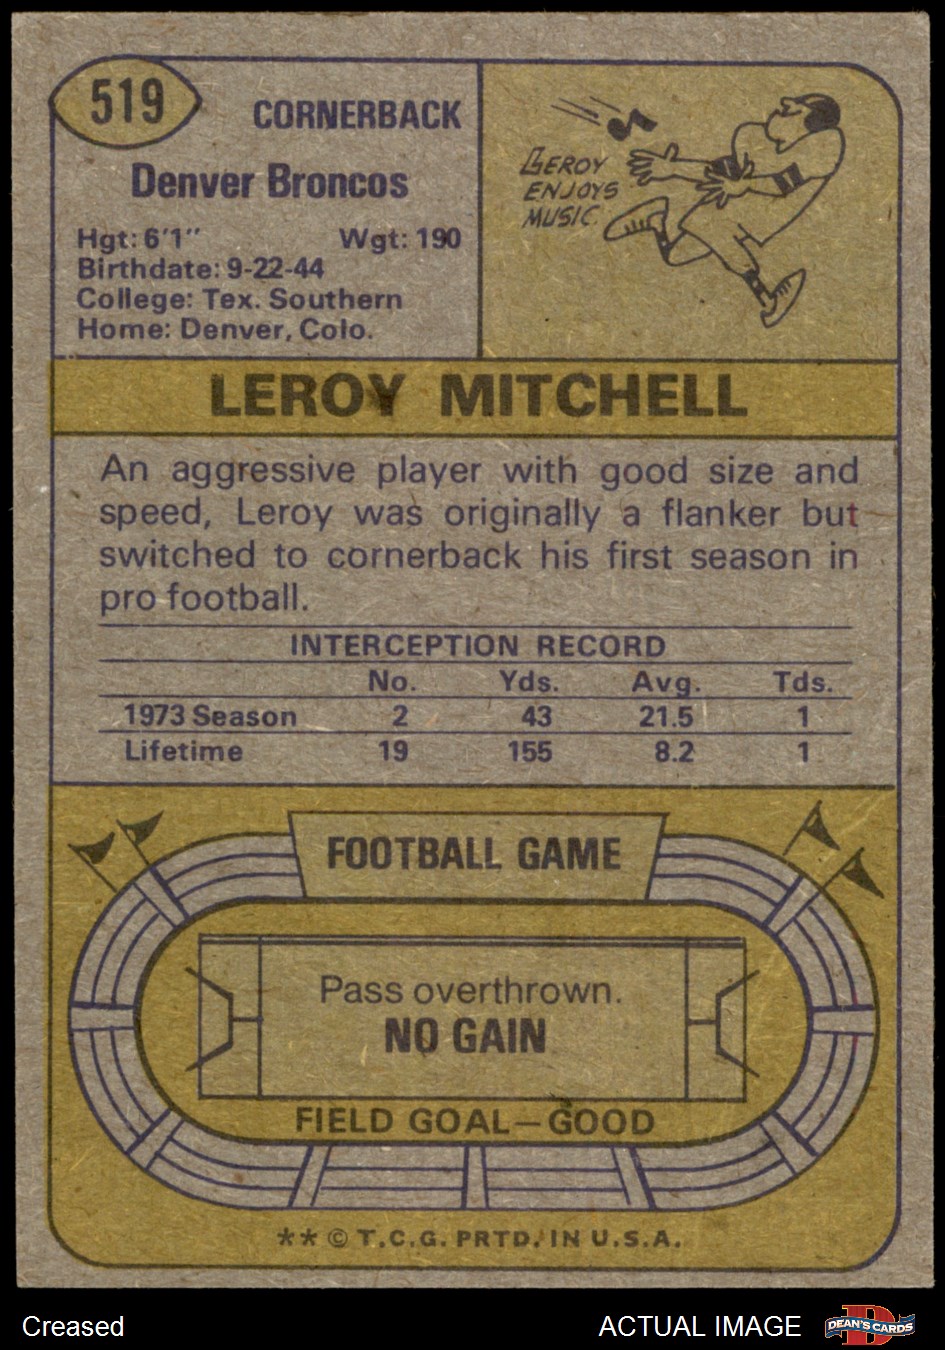 519
CORNERBACK
Denver Broncos
Hgt: 6'1" Wgt: 190
Birthdate: 9-22-44
College: Tex. Southern
Home: Denver, Colo.
LEROY
ENJOYS
MUSIC.
LEROY MITCHELL
An aggressive player with good size and
speed, Leroy was originally a flanker but
switched to cornerback his first season in
pro football.
INTERCEPTION RECORD
No. Yds. Avg. Tds.
1973 Season 2 43 21.5 1
Lifetime 19 155 8.2 1
FOOTBALL GAME
Pass overthrown.
NO GAIN
FIELD GOAL—GOOD
** © T.C.G. PRTD. IN U.S.A.
Creased
ACTUAL IMAGE
DEAN'S CARDS